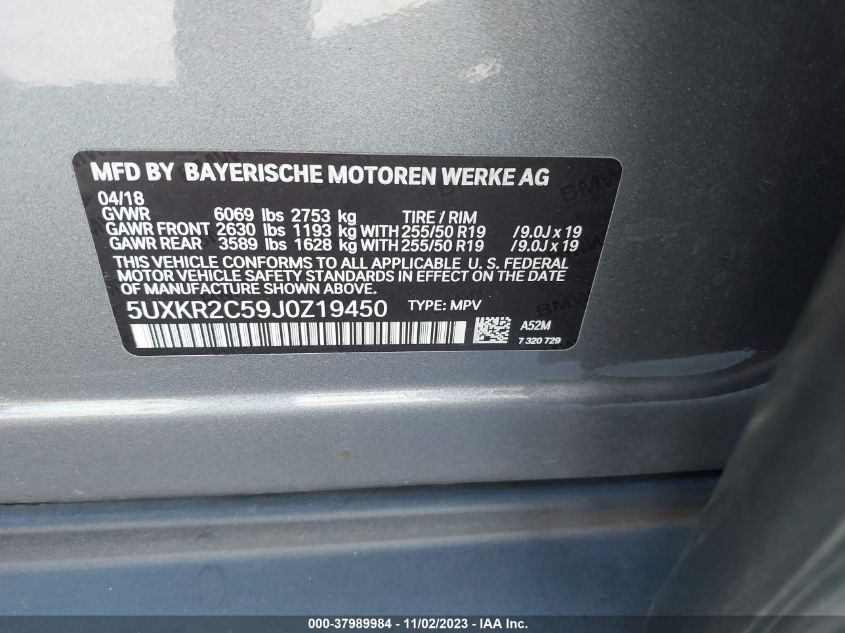 MFD BY BAYERISCHE MOTOREN WERKE AG
04/18
GVWR 6069 lbs 2753 kg TIRE / RIM
GAWR FRONT 2630 lbs 1193 kg WITH 255/50 R19 /9.0J x 19
GAWR REAR 3589 lbs 1628 kg WITH 255/50 R19 /9.0J x 19
THIS VEHICLE CONFORMS TO ALL APPLICABLE U. S. FEDERAL
MOTOR VEHICLE SAFETY STANDARDS IN EFFECT ON THE DATE
OF MANUFACTURE SHOWN ABOVE.
5UXKR2C59J0Z19450 TYPE: MPV
A52M
7 320 729
000-37989984 - 11/02/2023 - IAA Inc.